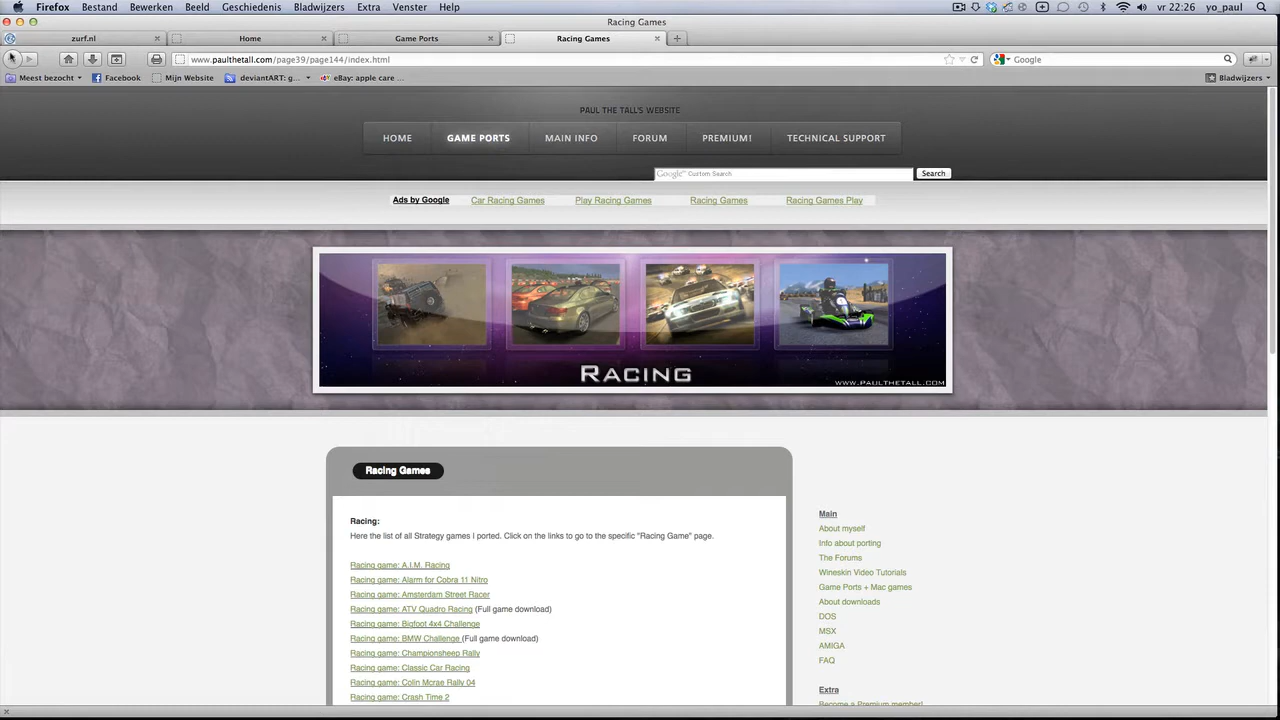 Firefox Bestand Bewerken Beeld Geschiedenis Bladwijzers Extra Venster Help vr 22:26 yo_paul
Racing Games
zurf.nl Home Game Ports Racing Games
www.paulthetall.com/page39/page144/index.html Google
Meest bezocht Facebook Mijn Website deviantART: g... eBay: apple care ... Bladwijzers
PAUL THE TALL'S WEBSITE
HOME GAME PORTS MAIN INFO FORUM PREMIUM! TECHNICAL SUPPORT
Google™ Custom Search Search
Ads by Google Car Racing Games Play Racing Games Racing Games Racing Games Play
RACING
WWW.PAULTHETALL.COM
Racing Games
Racing:
Here the list of all Strategy games I ported. Click on the links to go to the specific "Racing Game" page.
Racing game: A.I.M. Racing
Racing game: Alarm for Cobra 11 Nitro
Racing game: Amsterdam Street Racer
Racing game: ATV Quadro Racing (Full game download)
Racing game: Bigfoot 4x4 Challenge
Racing game: BMW Challenge (Full game download)
Racing game: Championsheep Rally
Racing game: Classic Car Racing
Racing game: Colin Mcrae Rally 04
Racing game: Crash Time 2
Main
About myself
Info about porting
The Forums
Wineskin Video Tutorials
Game Ports + Mac games
About downloads
DOS
MSX
AMIGA
FAQ
Extra
Become a Premium member!